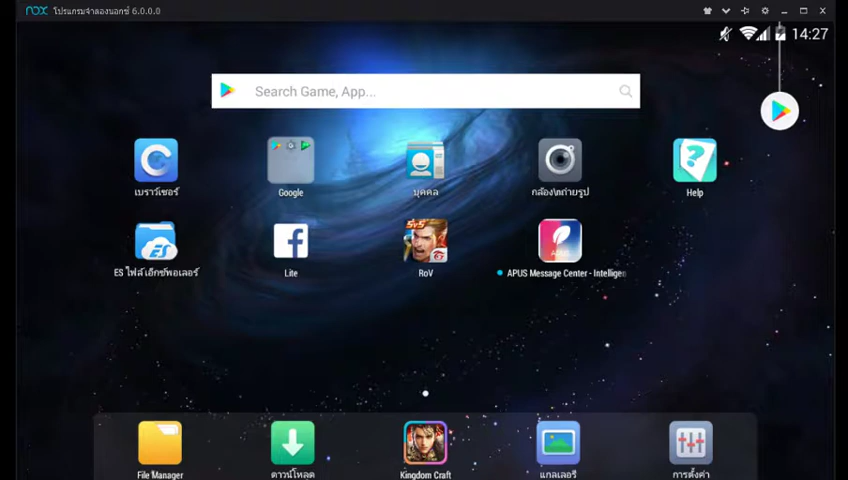 nox โปรแกรมจำลองนอกซ์ 6.0.0.0
14:27
Search Game, App...
เบราว์เซอร์
Google
บุคคล
กล้อง\nถ่ายรูป
Help
ES ไฟล์ เอ็กซ์พอเลอร์
Lite
5V5
RoV
APUS
APUS Message Center - Intelligen
File Manager
ดาวน์โหลด
Kingdom Craft
แกลเลอรี
การตั้งค่า